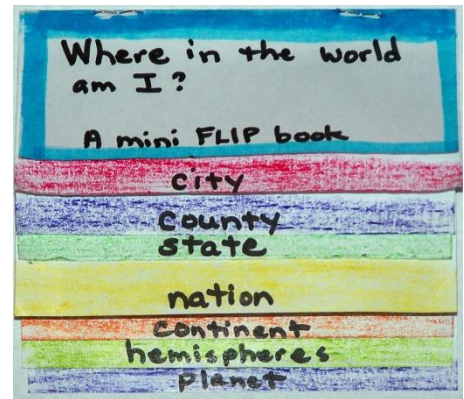 Where in the world
am I?
A mini FLIP book
city
county
state
nation
continent
hemispheres
planet